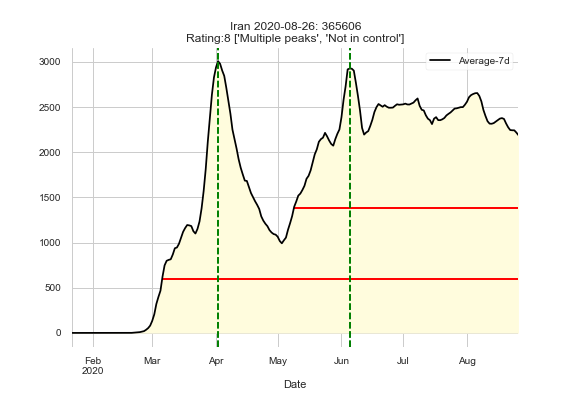 Iran 2020-08-26: 365606
Rating:8 ['Multiple peaks', 'Not in control']
Average-7d
3000
2500
2000
1500
1000
500
0
Feb Mar Apr May Jun Jul Aug
2020
Date